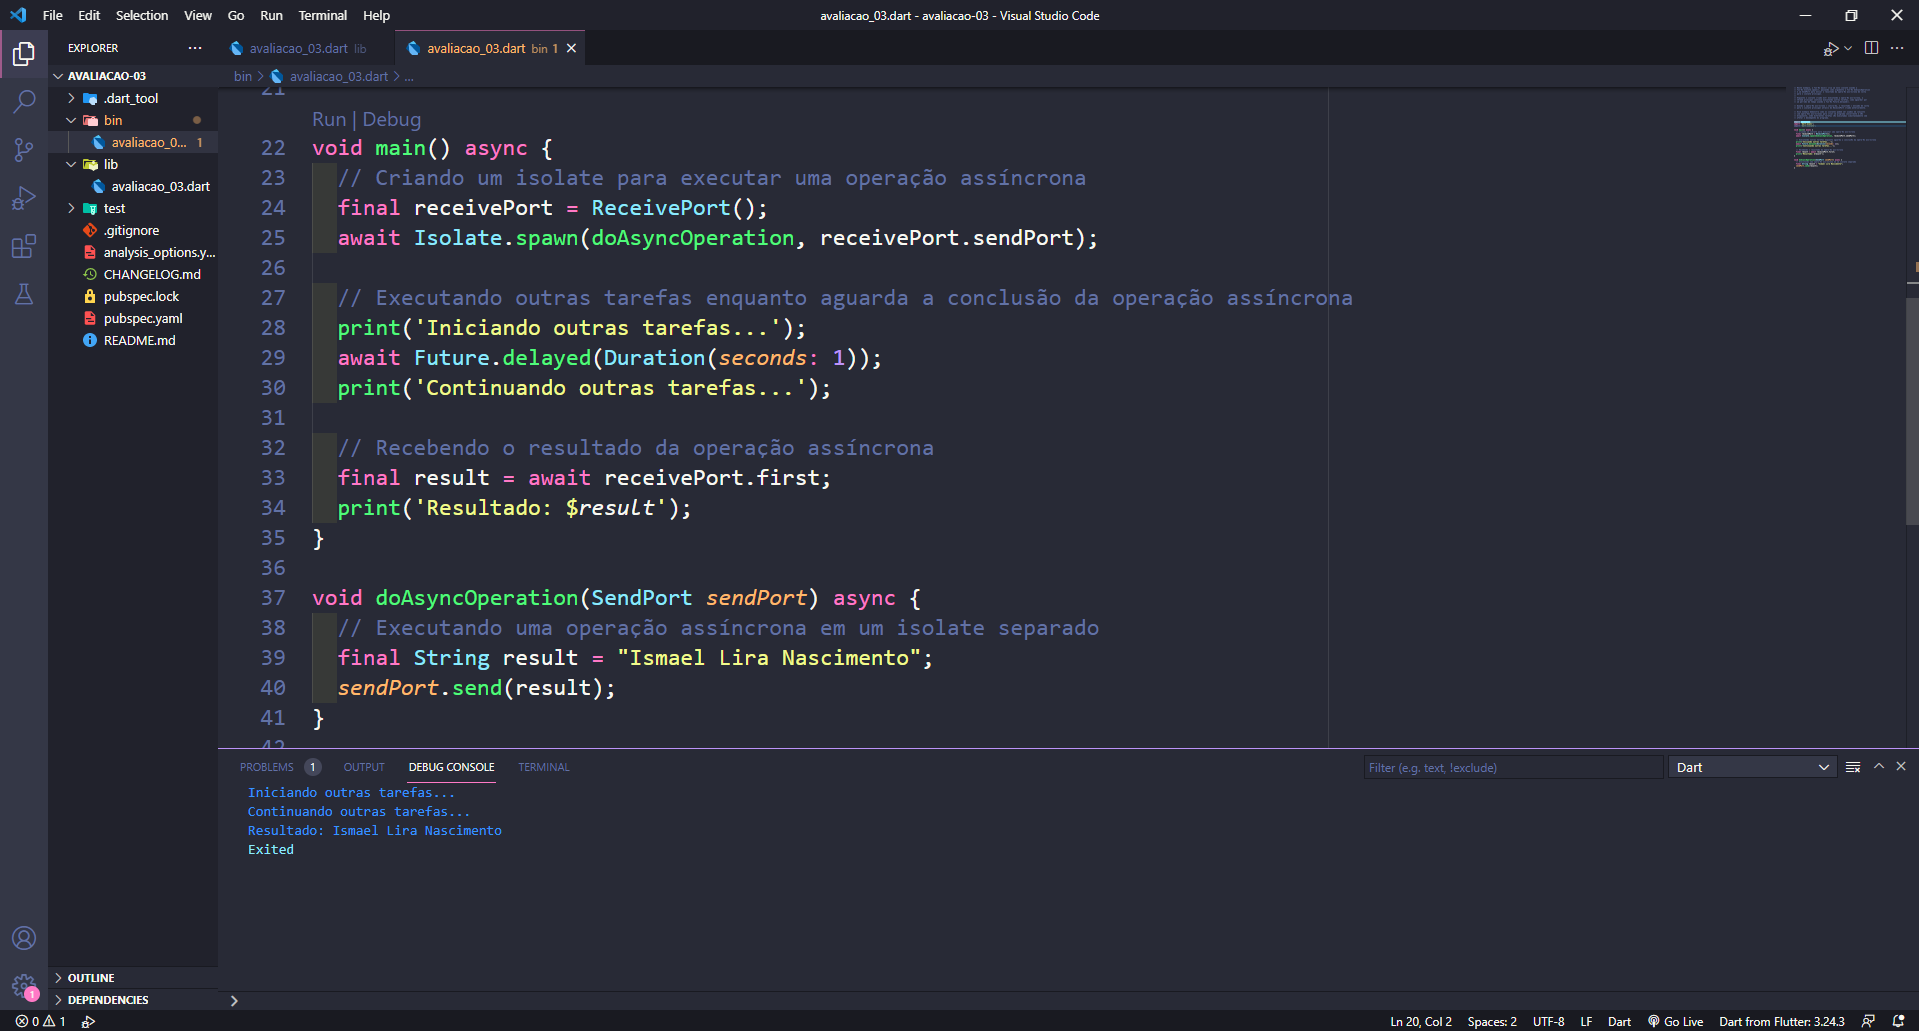 File Edit Selection View Go Run Terminal Help
avaliacao_03.dart - avaliacao-03 - Visual Studio Code
EXPLORER
AVALIACAO-03
.dart_tool
bin
avaliacao_0... 1
lib
avaliacao_03.dart
test
.gitignore
analysis_options.y...
CHANGELOG.md
pubspec.lock
pubspec.yaml
README.md
OUTLINE
DEPENDENCIES
avaliacao_03.dart lib
avaliacao_03.dart bin 1
bin > avaliacao_03.dart > ...
21
Run | Debug
22 void main() async {
23 // Criando um isolate para executar uma operação assíncrona
24 final receivePort = ReceivePort();
25 await Isolate.spawn(doAsyncOperation, receivePort.sendPort);
26
27 // Executando outras tarefas enquanto aguarda a conclusão da operação assíncrona
28 print('Iniciando outras tarefas...');
29 await Future.delayed(Duration(seconds: 1));
30 print('Continuando outras tarefas...');
31
32 // Recebendo o resultado da operação assíncrona
33 final result = await receivePort.first;
34 print('Resultado: $result');
35 }
36
37 void doAsyncOperation(SendPort sendPort) async {
38 // Executando uma operação assíncrona em um isolate separado
39 final String result = "Ismael Lira Nascimento";
40 sendPort.send(result);
41 }
42
PROBLEMS 1 OUTPUT DEBUG CONSOLE TERMINAL
Filter (e.g. text, !exclude)
Dart
Iniciando outras tarefas...
Continuando outras tarefas...
Resultado: Ismael Lira Nascimento
Exited
1
0 1
Ln 20, Col 2 Spaces: 2 UTF-8 LF Dart Go Live Dart from Flutter: 3.24.3